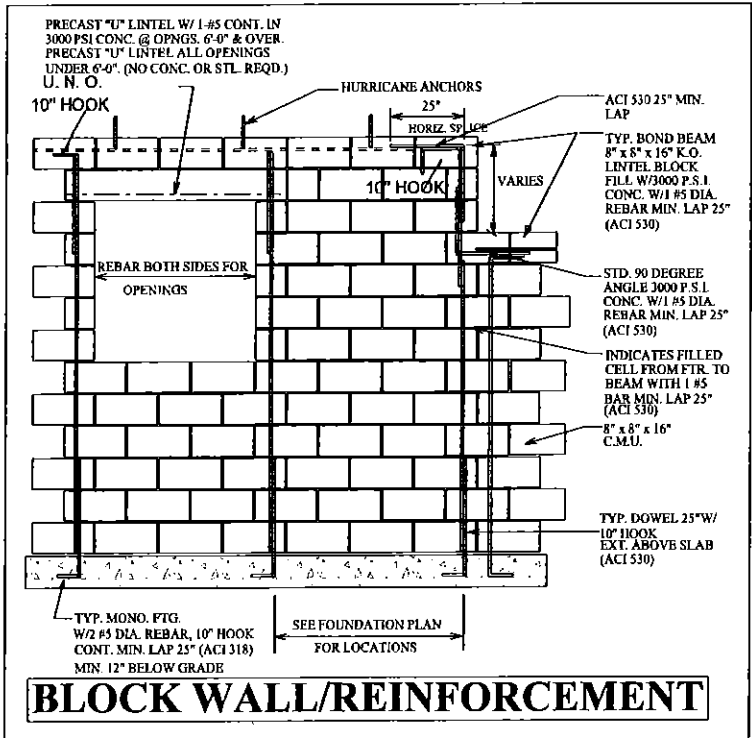 PRECAST "U" LINTEL W/ 1-#5 CONT. IN
3000 PSI CONC. @ OPNGS. 6'-0" & OVER.
PRECAST "U" LINTEL ALL OPENINGS
UNDER 6'-0". (NO CONC. OR STL. REQD.)
U. N. O.
10" HOOK
HURRICANE ANCHORS
25"
HORIZ. SPLICE
ACI 530 25" MIN.
LAP
TYP. BOND BEAM
8" x 8" x 16" K.O.
LINTEL BLOCK
FILL W/3000 P.S.I.
CONC. W/1 #5 DIA.
REBAR MIN. LAP 25"
(ACI 530)
10" HOOK
VARIES
REBAR BOTH SIDES FOR
OPENINGS
STD. 90 DEGREE
ANGLE 3000 P.S.I.
CONC. W/1 #5 DIA.
REBAR MIN. LAP 25"
(ACI 530)
INDICATES FILLED
CELL FROM FTR. TO
BEAM WITH 1 #5
BAR MIN. LAP 25"
(ACI 530)
8" x 8" x 16"
C.M.U.
TYP. DOWEL 25"W/
10" HOOK
EXT. ABOVE SLAB
(ACI 530)
TYP. MONO. FTG.
W/2 #5 DIA. REBAR, 10" HOOK
CONT. MIN. LAP 25" (ACI 318)
MIN. 12" BELOW GRADE
SEE FOUNDATION PLAN
FOR LOCATIONS
BLOCK WALL/REINFORCEMENT